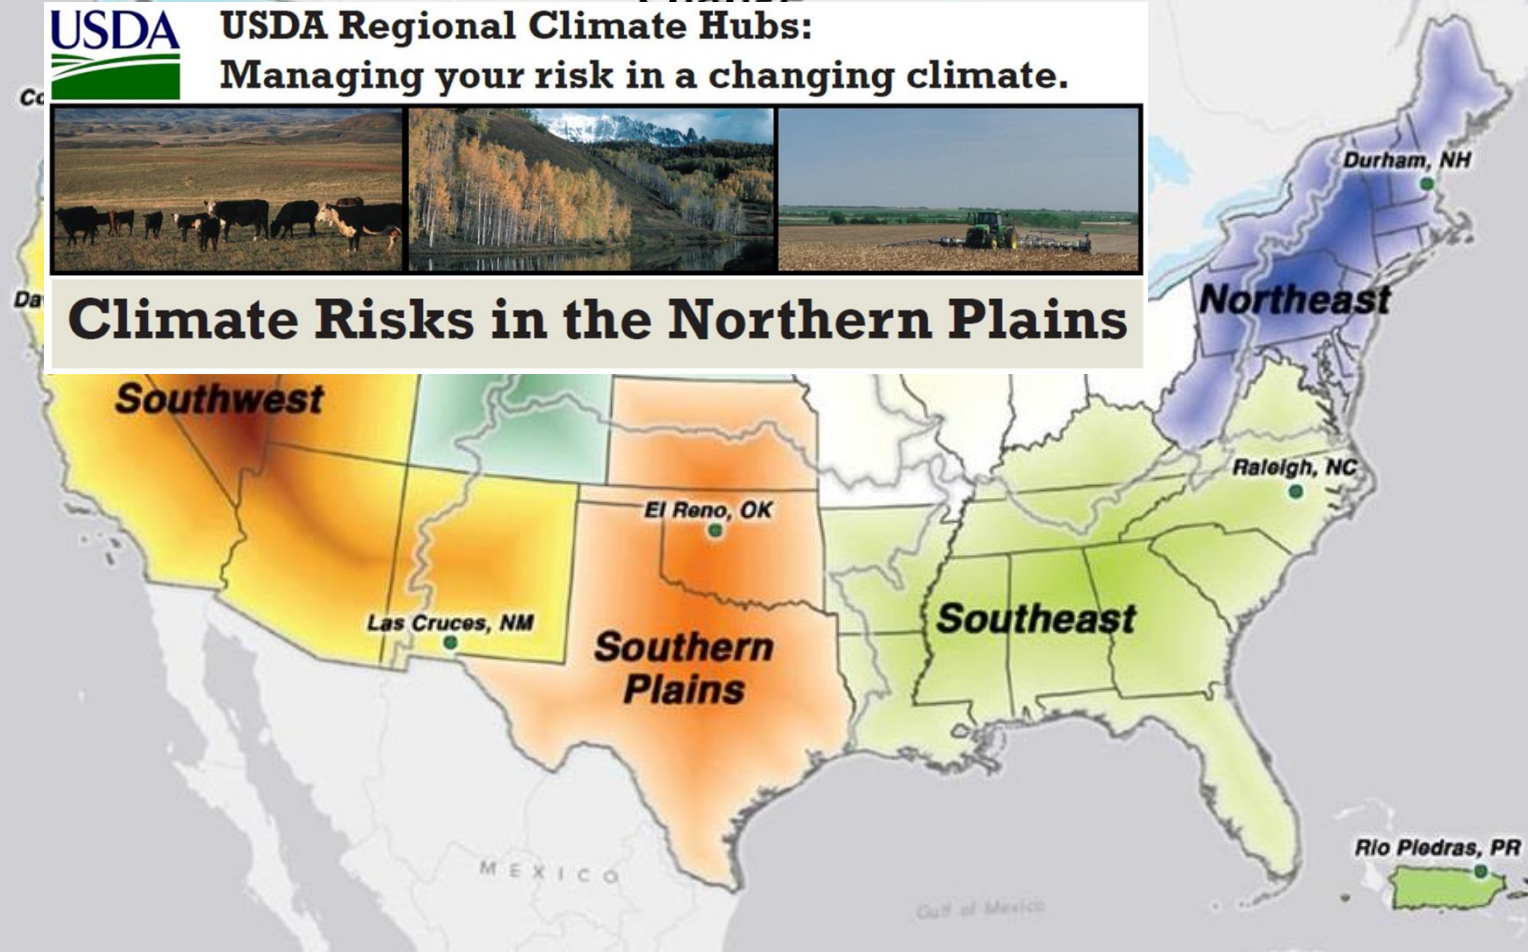 USDA
USDA Regional Climate Hubs:
Managing your risk in a changing climate.
Climate Risks in the Northern Plains
Durham, NH
Northeast
Southwest
Raleigh, NC
El Reno, OK
Las Cruces, NM
Southeast
Southern
Plains
Rio Piedras, PR
MEXICO
Gulf of Mexico